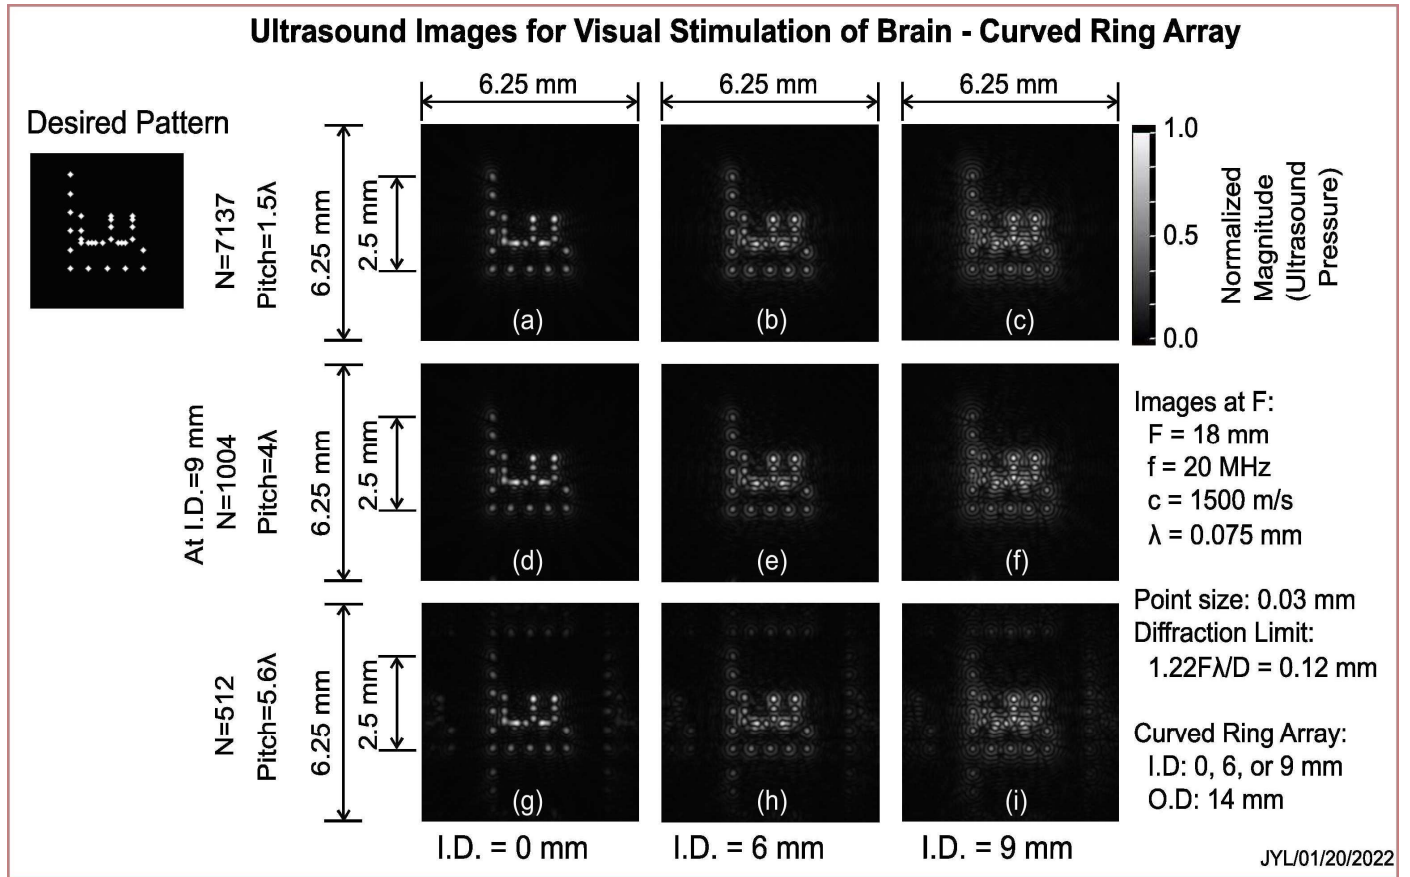 Ultrasound Images for Visual Stimulation of Brain - Curved Ring Array
6.25 mm
6.25 mm
6.25 mm
Desired Pattern
N=7137
Pitch=1.5λ
6.25 mm
2.5 mm
(a)
(b)
(c)
1.0
0.5
0.0
Normalized
Magnitude
(Ultrasound
Pressure)
At I.D.=9 mm
N=1004
Pitch=4λ
6.25 mm
2.5 mm
(d)
(e)
(f)
Images at F:
F = 18 mm
f = 20 MHz
c = 1500 m/s
λ = 0.075 mm
N=512
Pitch=5.6λ
6.25 mm
2.5 mm
(g)
(h)
(i)
Point size: 0.03 mm
Diffraction Limit:
1.22Fλ/D = 0.12 mm
Curved Ring Array:
I.D: 0, 6, or 9 mm
O.D: 14 mm
I.D. = 0 mm
I.D. = 6 mm
I.D. = 9 mm
JYL/01/20/2022